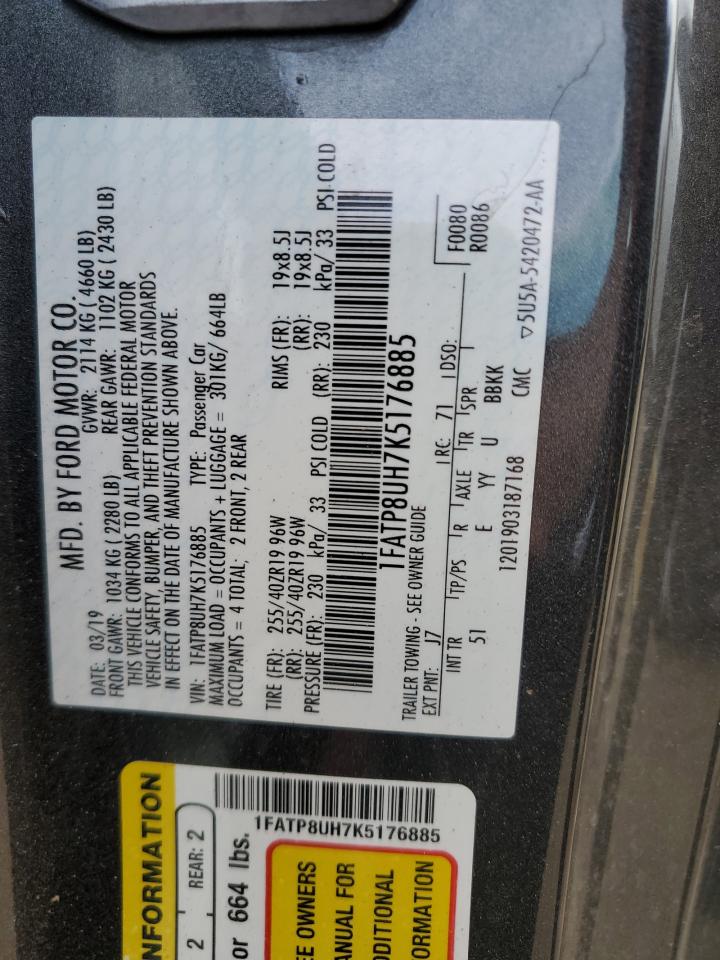 MFD. BY FORD MOTOR CO.
DATE: 03/19 GVWR: 2114 KG ( 4660 LB)
FRONT GAWR: 1034 KG ( 2280 LB) REAR GAWR: 1102 KG ( 2430 LB)
THIS VEHICLE CONFORMS TO ALL APPLICABLE FEDERAL MOTOR
VEHICLE SAFETY, BUMPER, AND THEFT PREVENTION STANDARDS
IN EFFECT ON THE DATE OF MANUFACTURE SHOWN ABOVE.
VIN: 1FATP8UH7K5176885 TYPE: Passenger Car
MAXIMUM LOAD = OCCUPANTS + LUGGAGE = 301KG/ 664LB
OCCUPANTS = 4 TOTAL; 2 FRONT, 2 REAR
TIRE (FR): 255/40ZR19 96W RIMS (FR): 19x8.5J
(RR): 255/40ZR19 96W (RR): 19x8.5J
PRESSURE (FR): 230 kPa/ 33 PSI COLD (RR): 230 kPa/ 33 PSI COLD
1FATP8UH7K5176885
TRAILER TOWING - SEE OWNER GUIDE
EXT PNT: J7 RC: 71 DSO: F0080
INT TR TP/PS R AXLE TR SPR R0086
51 E YY U BBKK
1201903187168 CMC ▽5U5A-5420472-AA
NFORMATION
2 REAR: 2
or 664 lbs.
1FATP8UH7K5176885
EE OWNERS
ANUAL FOR
DDITIONAL
ORMATION